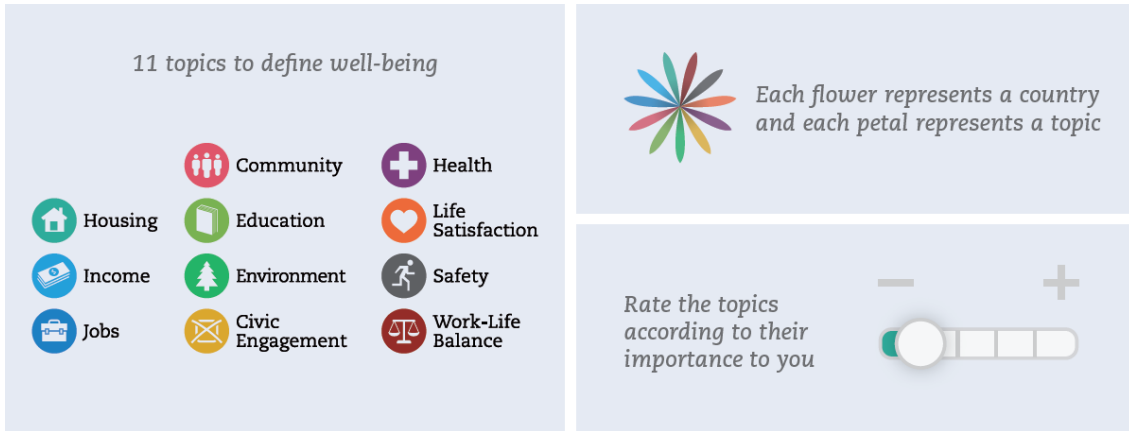 11 topics to define well-being
Housing
Income
Jobs
Community
Education
Environment
Civic
Engagement
Health
Life
Satisfaction
Safety
Work-Life
Balance
Each flower represents a country
and each petal represents a topic
Rate the topics
according to their
importance to you